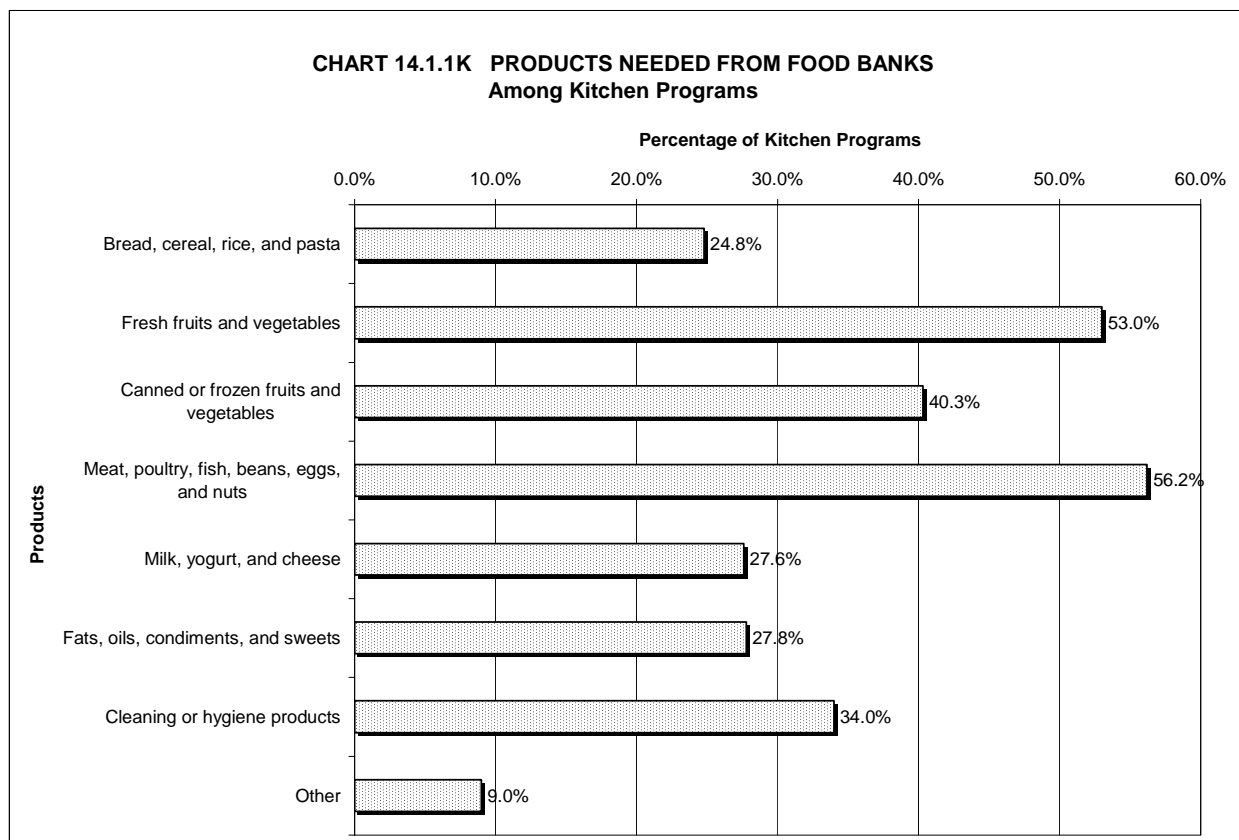 CHART 14.1.1K PRODUCTS NEEDED FROM FOOD BANKS
Among Kitchen Programs
Percentage of Kitchen Programs
0.0% 10.0% 20.0% 30.0% 40.0% 50.0% 60.0%
Bread, cereal, rice, and pasta 24.8%
Fresh fruits and vegetables 53.0%
Canned or frozen fruits and
vegetables 40.3%
Meat, poultry, fish, beans, eggs,
and nuts 56.2%
Milk, yogurt, and cheese 27.6%
Fats, oils, condiments, and sweets 27.8%
Cleaning or hygiene products 34.0%
Other 9.0%
Products